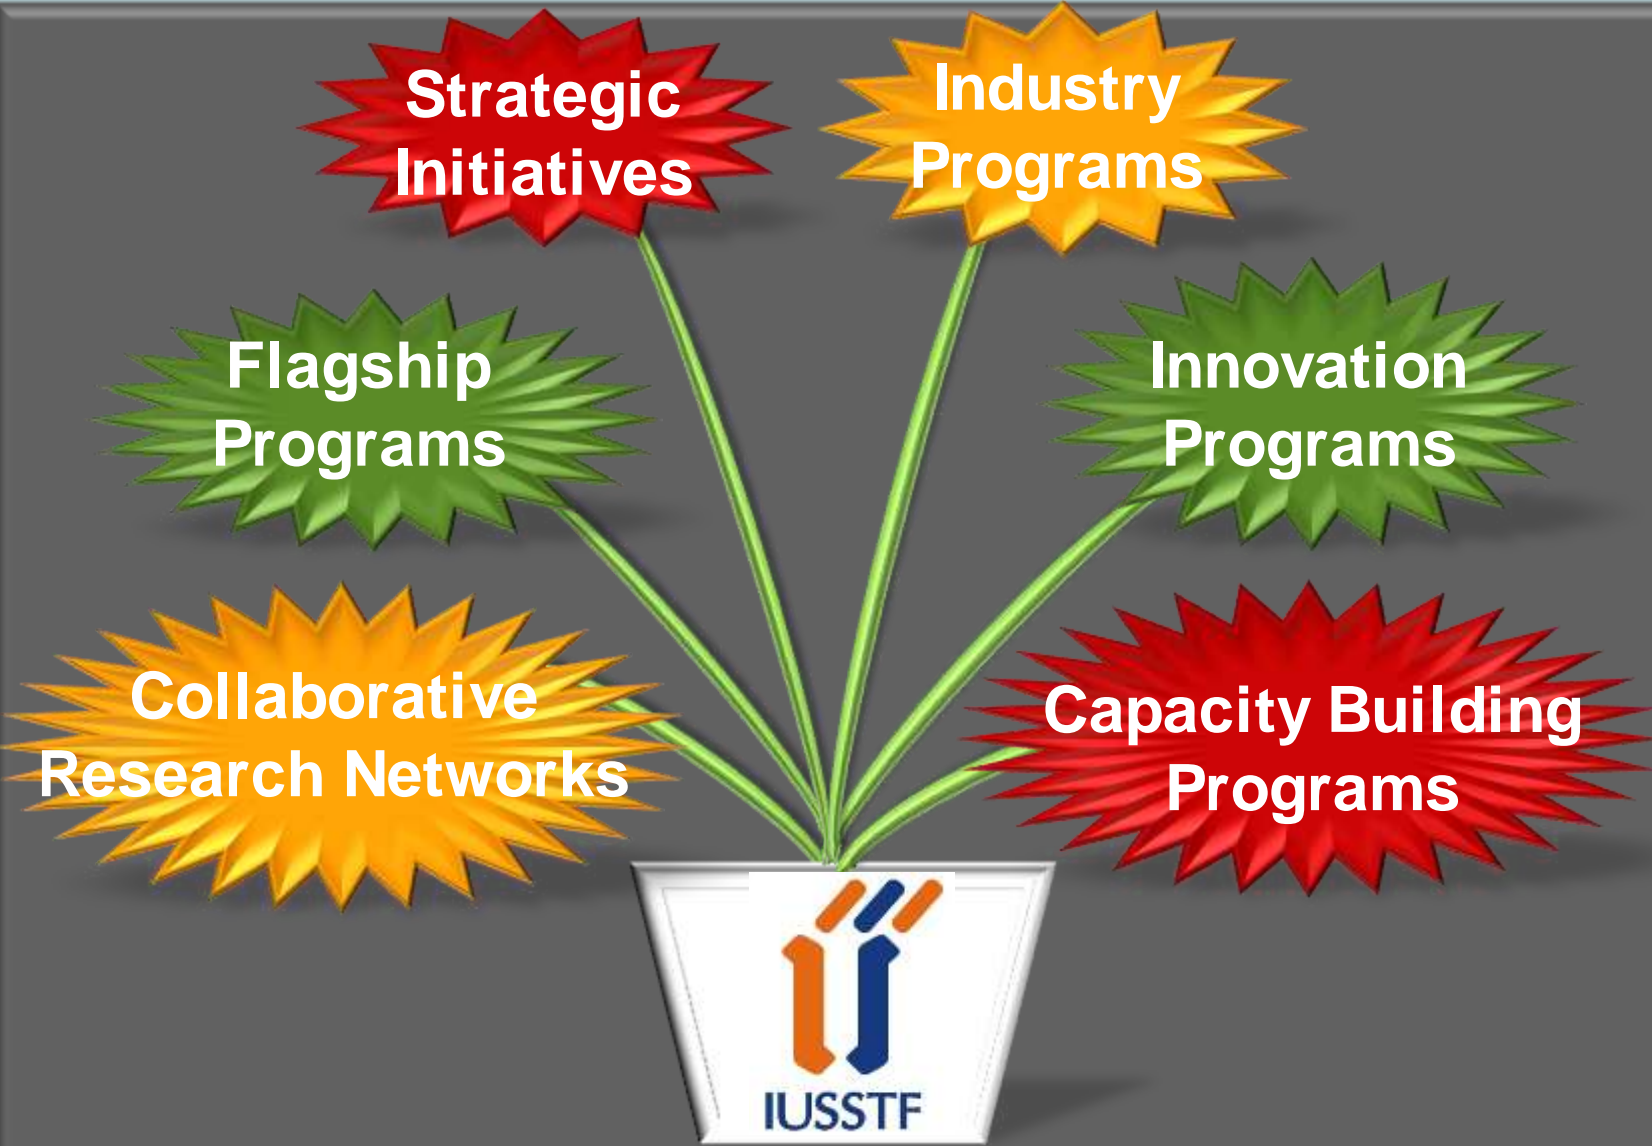 Strategic
Initiatives
Industry
Programs
Flagship
Programs
Innovation
Programs
Collaborative
Research Networks
Capacity Building
Programs
IUSSTF